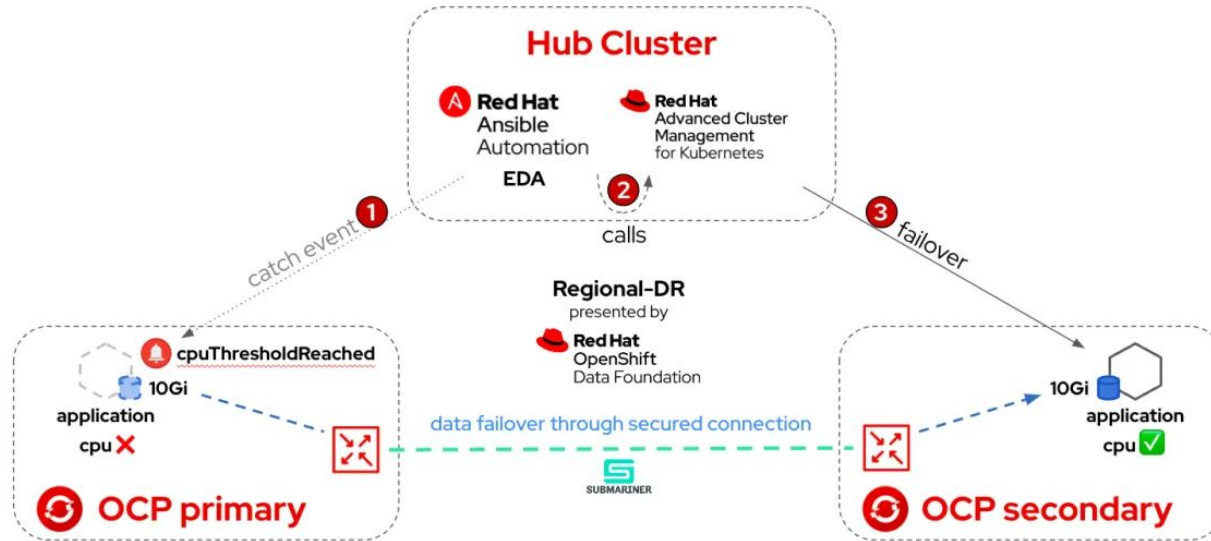 Hub Cluster
Red Hat
Ansible
Automation
EDA
Red Hat
Advanced Cluster
Management
for Kubernetes
1
2
3
catch event
calls
failover
Regional-DR
presented by
Red Hat
OpenShift
Data Foundation
cpuThresholdReached
10Gi
application
cpu
OCP primary
data failover through secured connection
SUBMARINER
10Gi
application
cpu
OCP secondary